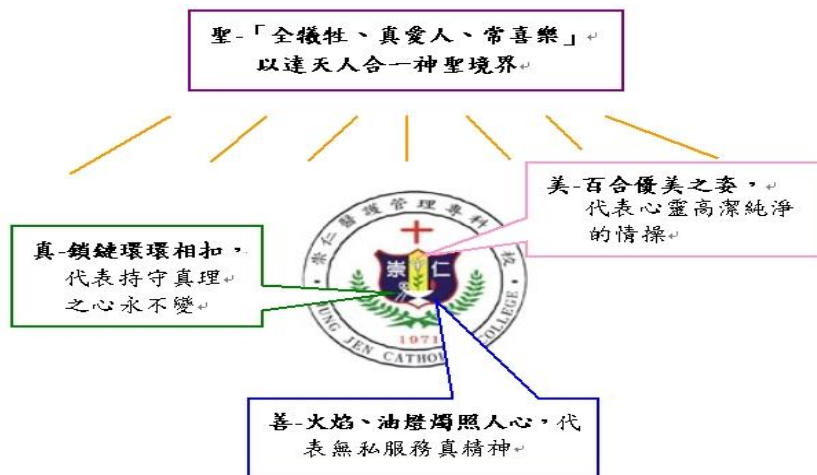 聖-「全犧牲、真愛人、常喜樂」
以達天人合一神聖境界
美-百合優美之姿，
代表心靈高潔純淨
的情操
真-鎖鏈環環相扣，
代表持守真理
之心永不變
崇仁醫護管理專科
校
崇仁
1971
UNG JEN CATHO
COLLEGE
善-火焰、油燈燭照人心，代
表無私服務真精神